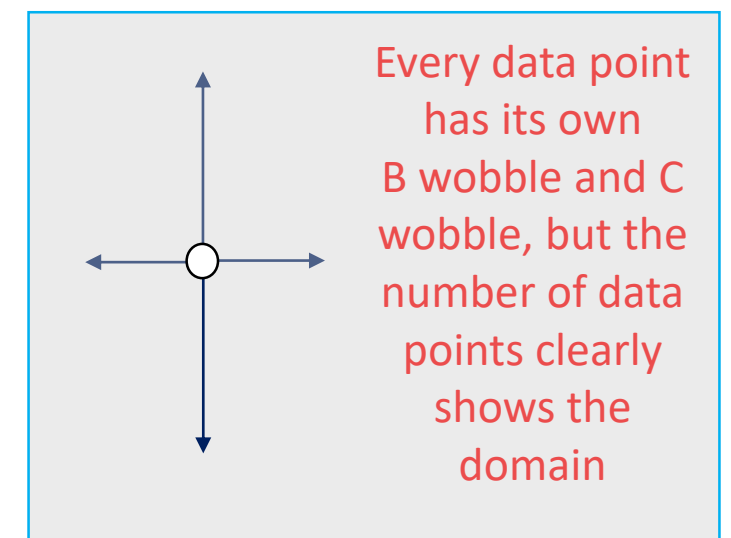 Every data point
has its own
B wobble and C
wobble, but the
number of data
points clearly
shows the
domain